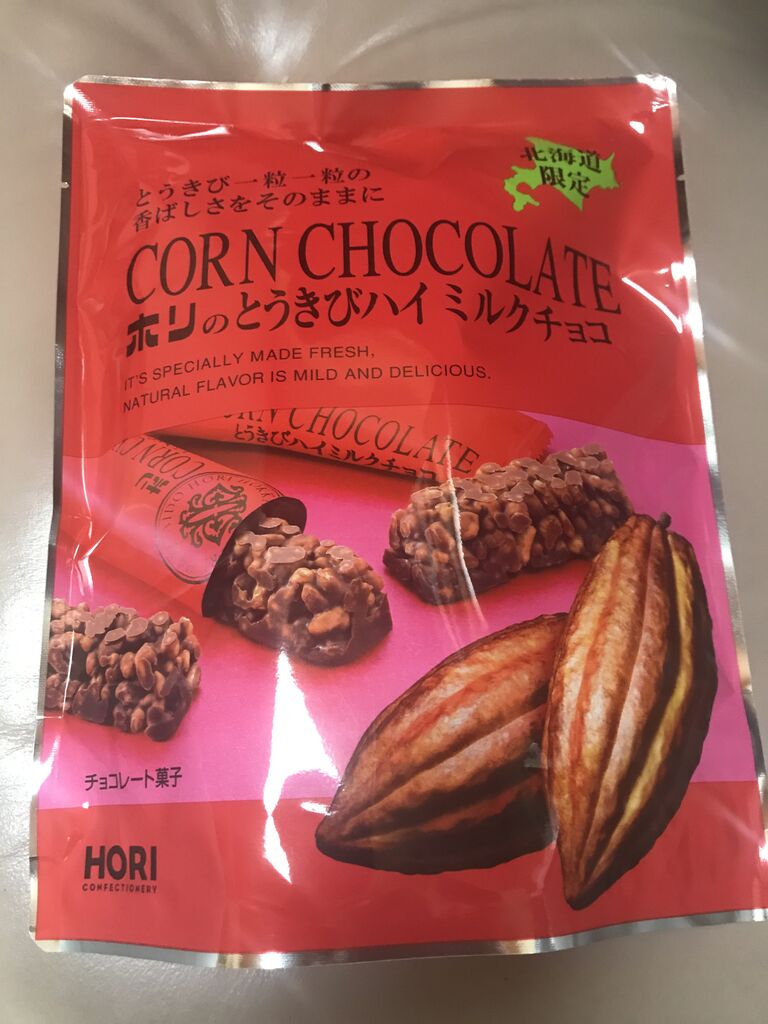 北海道
限定
とうきび一粒一粒の
香ばしさをそのままに
CORN CHOCOLATE
ホリのとうきびハイミルクチョコ
IT'S SPECIALLY MADE FRESH,
NATURAL FLAVOR IS MILD AND DELICIOUS.
CORN CHOCOLATE
とうきびハイミルクチョコ
ホリ
チョコレート菓子
HORI
CONFECTIONERY